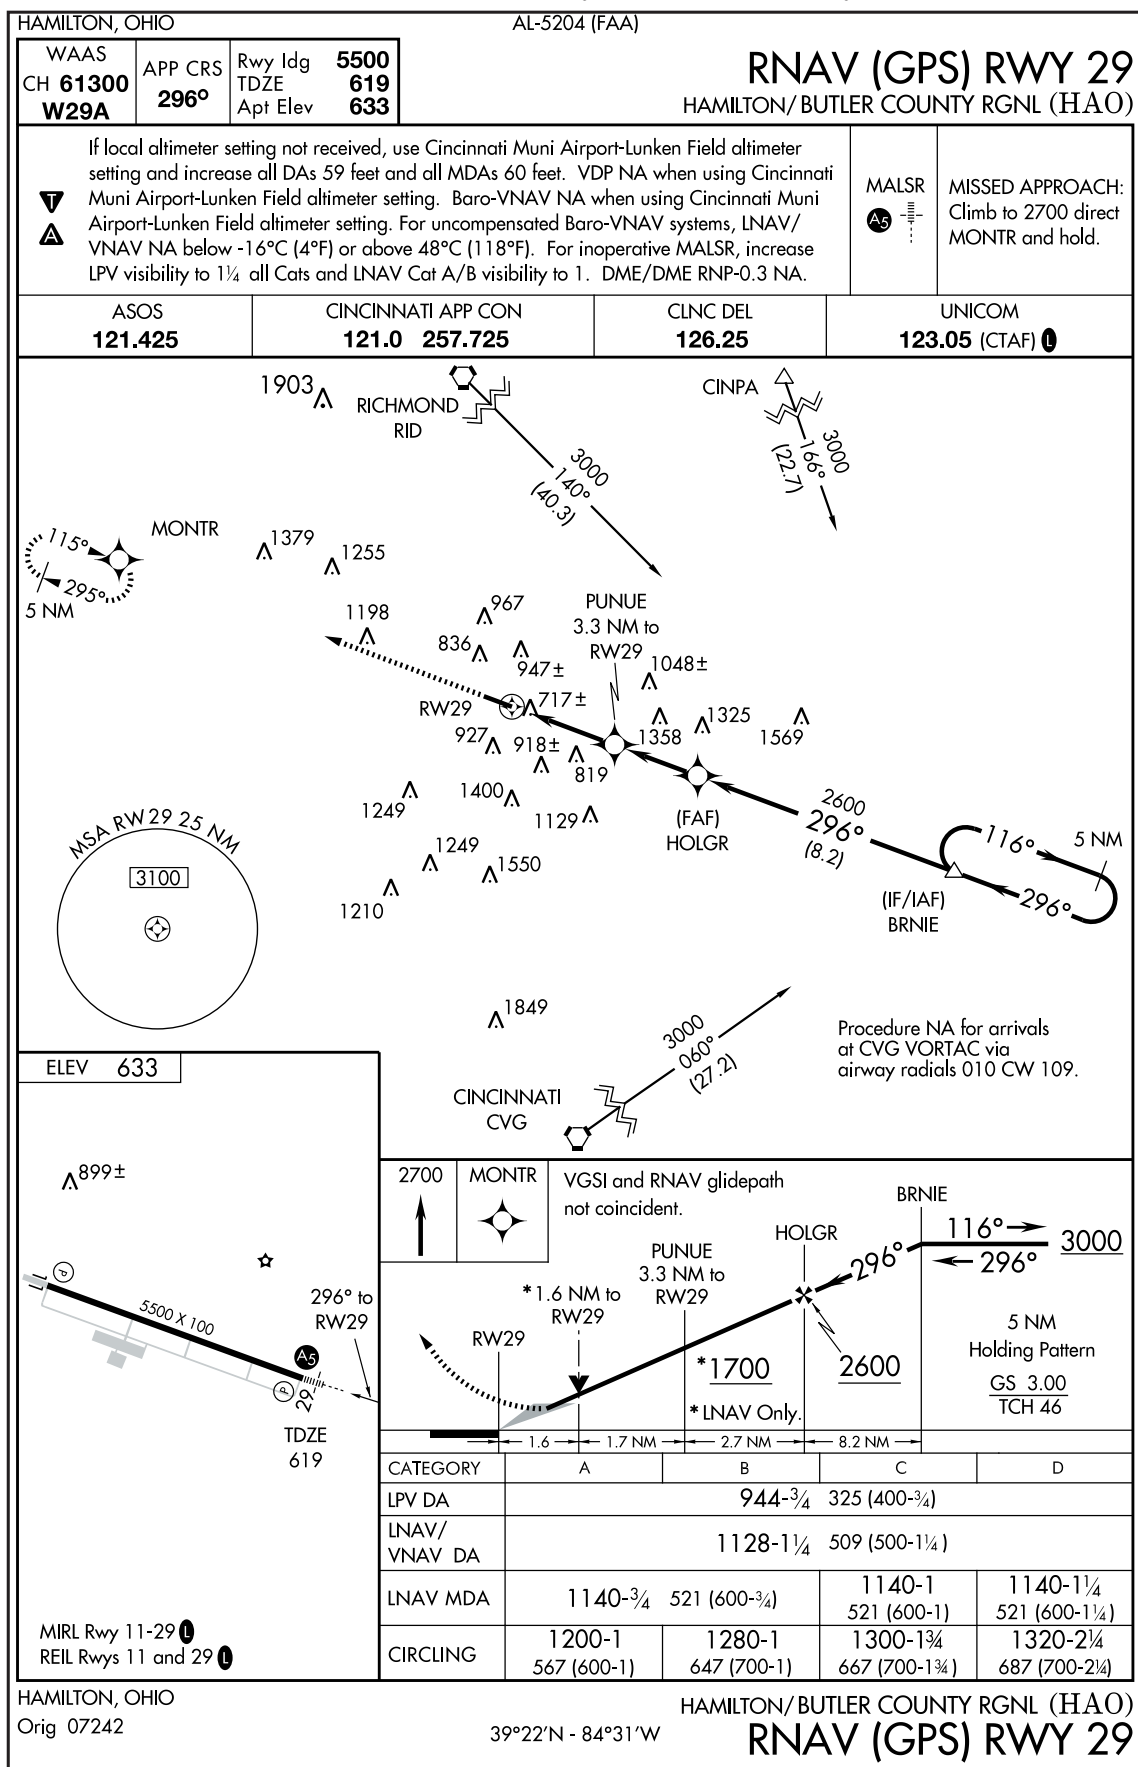 HAMILTON, OHIO
AL-5204 (FAA)
WAAS
CH 61300
W29A
APP CRS
296°
Rwy ldg 5500
TDZE 619
Apt Elev 633
RNAV (GPS) RWY 29
HAMILTON/BUTLER COUNTY RGNL (HAO)
T
A
If local altimeter setting not received, use Cincinnati Muni Airport-Lunken Field altimeter
setting and increase all DAs 59 feet and all MDAs 60 feet. VDP NA when using Cincinnati
Muni Airport-Lunken Field altimeter setting. Baro-VNAV NA when using Cincinnati Muni
Airport-Lunken Field altimeter setting. For uncompensated Baro-VNAV systems, LNAV/
VNAV NA below -16°C (4°F) or above 48°C (118°F). For inoperative MALSR, increase
LPV visibility to 1¼ all Cats and LNAV Cat A/B visibility to 1. DME/DME RNP-0.3 NA.
MALSR
A5
MISSED APPROACH:
Climb to 2700 direct
MONTR and hold.
ASOS
121.425
CINCINNATI APP CON
121.0 257.725
CLNC DEL
126.25
UNICOM
123.05 (CTAF) L
1903
RICHMOND
RID
3000
140°
(40.3)
CINPA
3000
166°
(22.7)
MONTR
115°
295°
5 NM
1379
1255
1198
967
836
947±
PUNUE
3.3 NM to
RW29
1048±
RW29
717±
1358
1325
1569
927
918±
819
1249
1400
1129
(FAF)
HOLGR
2600
296°
(8.2)
116°
5 NM
296°
(IF/IAF)
BRNIE
MSA RW 29 25 NM
3100
1249
1550
1210
1849
3000
060°
(27.2)
CINCINNATI
CVG
Procedure NA for arrivals
at CVG VORTAC via
airway radials 010 CW 109.
ELEV 633
899±
P
5500 X 100
A5
P
29
296° to
RW29
TDZE
619
MIRL Rwy 11-29 L
REIL Rwys 11 and 29 L
2700
MONTR
VGSI and RNAV glidepath
not coincident.
BRNIE
HOLGR
116°
296°
3000
296°
PUNUE
3.3 NM to
RW29
*1.6 NM to
RW29
RW29
*1700
2600
*LNAV Only.
5 NM
Holding Pattern
GS 3.00
TCH 46
1.6
1.7 NM
2.7 NM
8.2 NM
CATEGORY A B C D
LPV DA 944-¾ 325 (400-¾)
LNAV/
VNAV DA 1128-1¼ 509 (500-1¼)
LNAV MDA 1140-¾ 521 (600-¾) 1140-1 1140-1¼
521 (600-1) 521 (600-1¼)
CIRCLING 1200-1 1280-1 1300-1¾ 1320-2¼
567 (600-1) 647 (700-1) 667 (700-1¾) 687 (700-2¼)
HAMILTON, OHIO
Orig 07242
39°22'N - 84°31'W
HAMILTON/BUTLER COUNTY RGNL (HAO)
RNAV (GPS) RWY 29